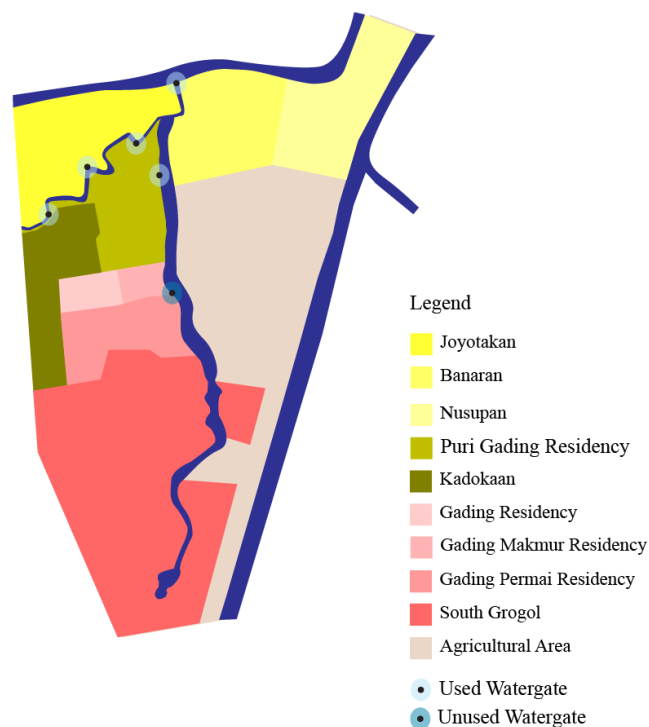 Legend
Joyotakan
Banaran
Nusupan
Puri Gading Residency
Kadokaan
Gading Residency
Gading Makmur Residency
Gading Permai Residency
South Grogol
Agricultural Area
Used Watergate
Unused Watergate